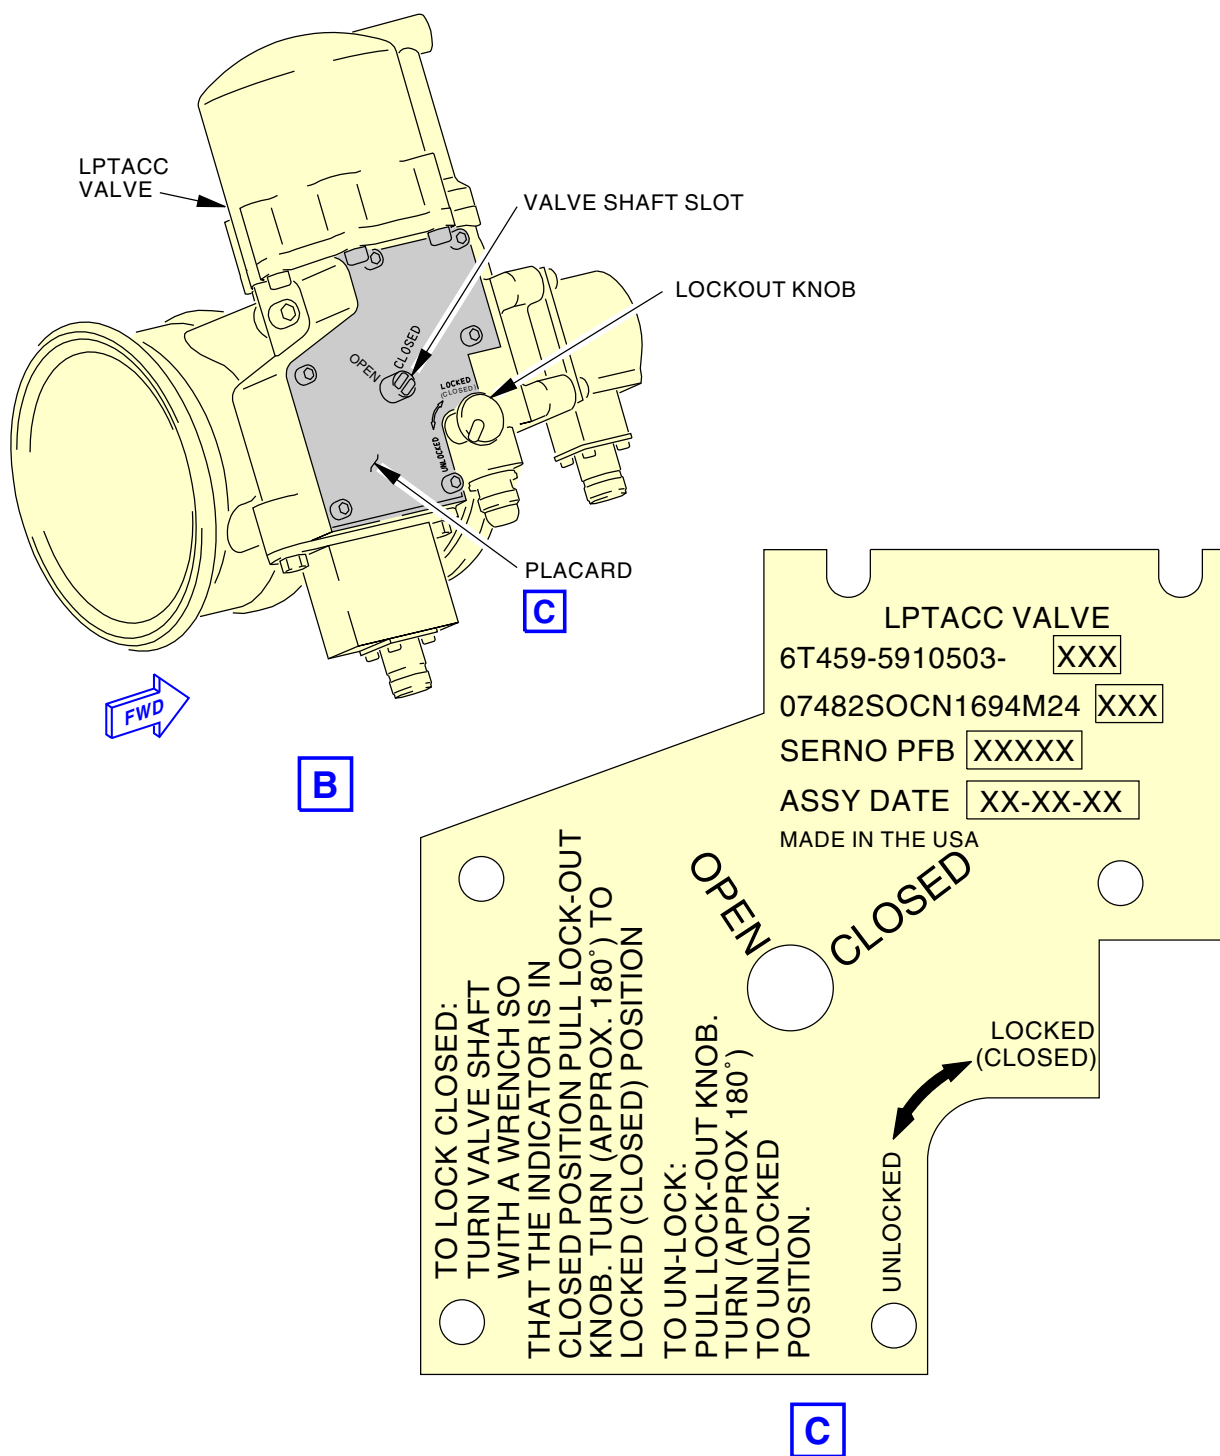 LPTACC
VALVE
VALVE SHAFT SLOT
LOCKOUT KNOB
OPEN
CLOSED
LOCKED
(CLOSED)
UNLOCKED
PLACARD
C
FWD
B
LPTACC VALVE
6T459-5910503- XXX
07482SOCN1694M24 XXX
SERNO PFB XXXXX
ASSY DATE XX-XX-XX
MADE IN THE USA
OPEN
CLOSED
LOCKED
(CLOSED)
UNLOCKED
TO LOCK CLOSED:
TURN VALVE SHAFT
WITH A WRENCH SO
THAT THE INDICATOR IS IN
CLOSED POSITION PULL LOCK-OUT
KNOB. TURN (APPROX. 180°) TO
LOCKED (CLOSED) POSITION
TO UN-LOCK:
PULL LOCK-OUT KNOB.
TURN (APPROX 180°)
TO UNLOCKED
POSITION.
C